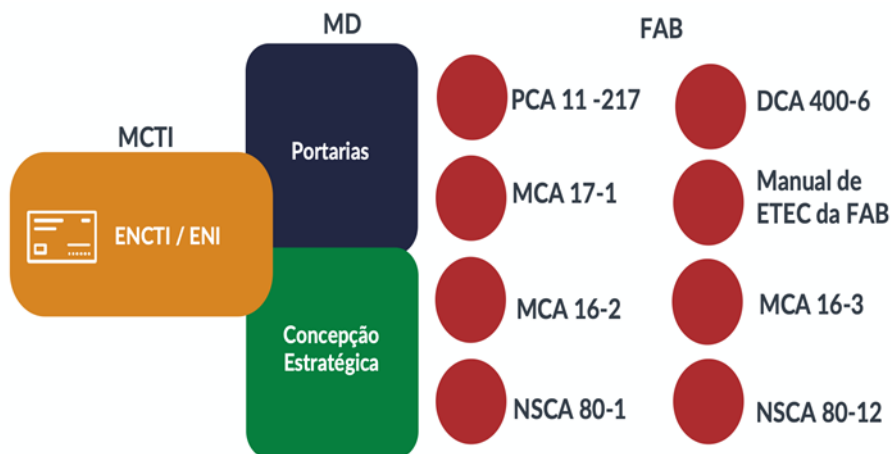 MD
FAB
MCTI
ENCTI / ENI
Portarias
Concepção
Estratégica
PCA 11 -217
DCA 400-6
MCA 17-1
Manual de
ETEC da FAB
MCA 16-2
MCA 16-3
NSCA 80-1
NSCA 80-12